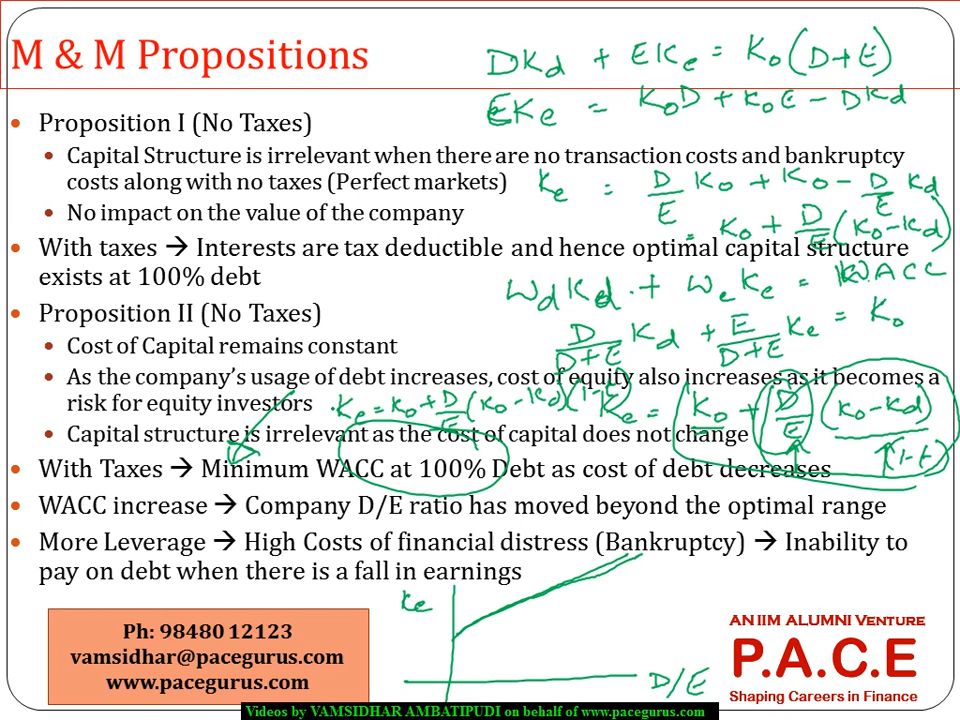 M & M Propositions
DKd + EKe = Ko(D+E)
EKe = KoD + KoE - DKd
• Proposition I (No Taxes)
• Capital Structure is irrelevant when there are no transaction costs and bankruptcy
costs along with no taxes (Perfect markets)
Ke = D/E Ko + Ko - D/E Kd
• No impact on the value of the company
= Ko + D/E (Ko - Kd)
• With taxes → Interests are tax deductible and hence optimal capital structure
exists at 100% debt
WdKd + WeKe = WACC
• Proposition II (No Taxes)
D/D+E Kd + E/D+E Ke = Ko
• Cost of Capital remains constant
• As the company's usage of debt increases, cost of equity also increases as it becomes a
risk for equity investors
Ke = Ko + D/E (Ko - Kd)(1-t)
Ke = Ko + D/E (Ko - Kd)
(1-t)
• Capital structure is irrelevant as the cost of capital does not change
• With Taxes → Minimum WACC at 100% Debt as cost of debt decreases
• WACC increase → Company D/E ratio has moved beyond the optimal range
• More Leverage → High Costs of financial distress (Bankruptcy) → Inability to
pay on debt when there is a fall in earnings
Ke
D/E
Ph: 98480 12123
vamsidhar@pacegurus.com
www.pacegurus.com
AN IIM ALUMNI VENTURE
P.A.C.E
Shaping Careers in Finance
Videos by VAMSIDHAR AMBATIPUDI on behalf of www.pacegurus.com